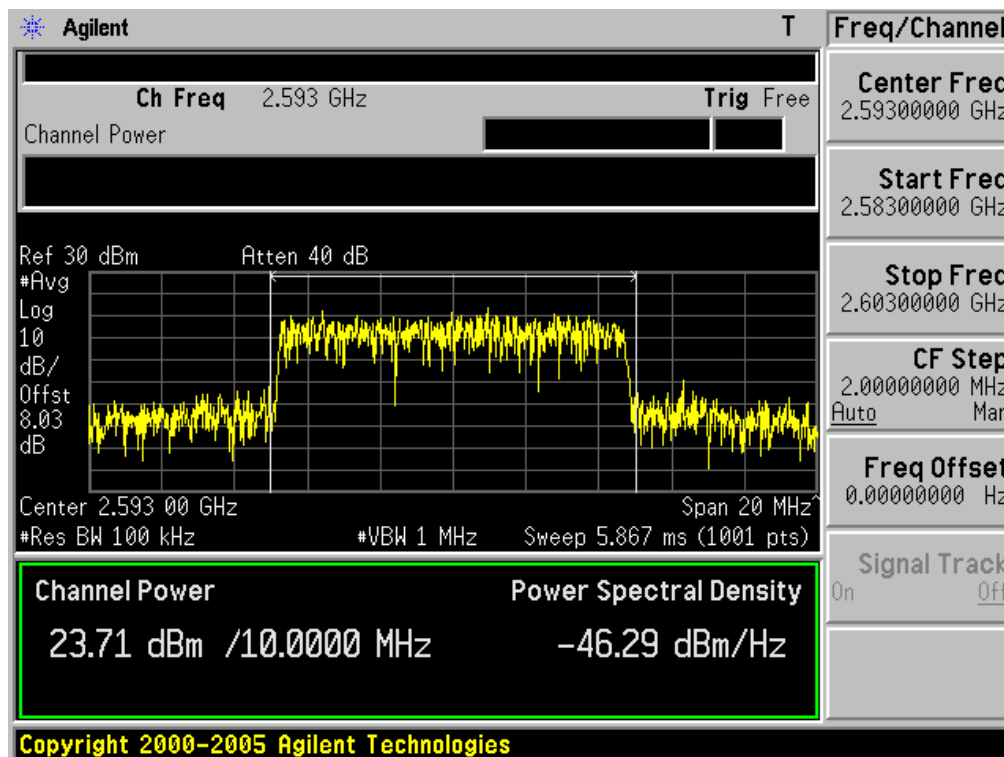 Agilent T
Freq/Channel
Ch Freq 2.593 GHz Trig Free
Channel Power
Center Freq
2.59300000 GHz
Start Freq
2.58300000 GHz
Stop Freq
2.60300000 GHz
CF Step
2.00000000 MHz
Auto Man
Freq Offset
0.00000000 Hz
Signal Track
On Off
Ref 30 dBm Atten 40 dB
#Avg
Log
10
dB/
Offst
8.03
dB
Center 2.593 00 GHz Span 20 MHz^
#Res BW 100 kHz #VBW 1 MHz Sweep 5.867 ms (1001 pts)
Channel Power Power Spectral Density
23.71 dBm /10.0000 MHz -46.29 dBm/Hz
Copyright 2000-2005 Agilent Technologies